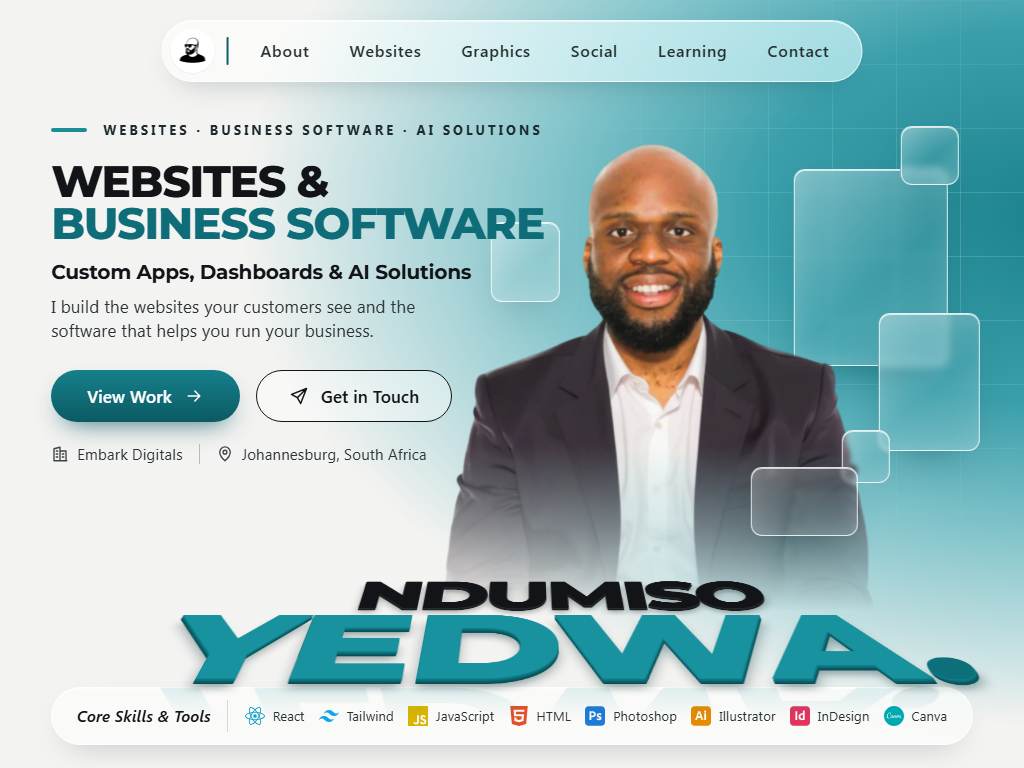 About Websites Graphics Social Learning Contact
WEBSITES · BUSINESS SOFTWARE · AI SOLUTIONS
WEBSITES &
BUSINESS SOFTWARE
Custom Apps, Dashboards & AI Solutions
I build the websites your customers see and the
software that helps you run your business.
View Work
Get in Touch
Embark Digitals
Johannesburg, South Africa
NDUMISO
YEDWA.
Core Skills & Tools
React
Tailwind
JS JavaScript
HTML
Ps Photoshop
Ai Illustrator
Id InDesign
Canva Canva